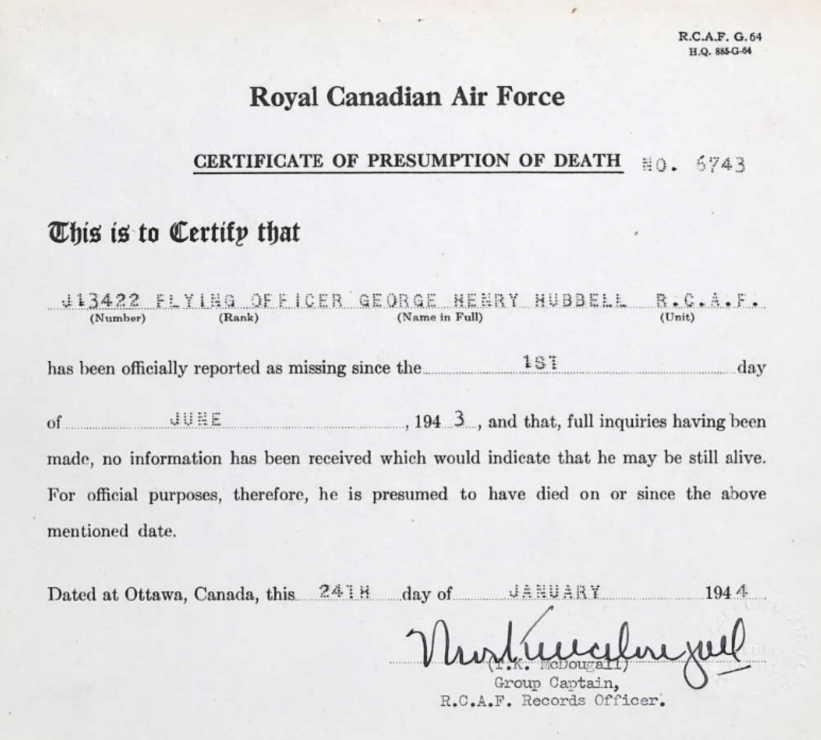 R.C.A.F. G. 64
H.Q. 885-G-64
Royal Canadian Air Force
CERTIFICATE OF PRESUMPTION OF DEATH NO. 6743
This is to Certify that
J13422 FLYING OFFICER GEORGE HENRY HUBBELL R.C.A.F.
(Number) (Rank) (Name in Full) (Unit)
has been officially reported as missing since the 1ST day
of JUNE, 1943, and that, full inquiries having been
made, no information has been received which would indicate that he may be still alive.
For official purposes, therefore, he is presumed to have died on or since the above
mentioned date.
Dated at Ottawa, Canada, this 24TH day of JANUARY 1944
(T.K. McDougall)
Group Captain,
R.C.A.F. Records Officer.